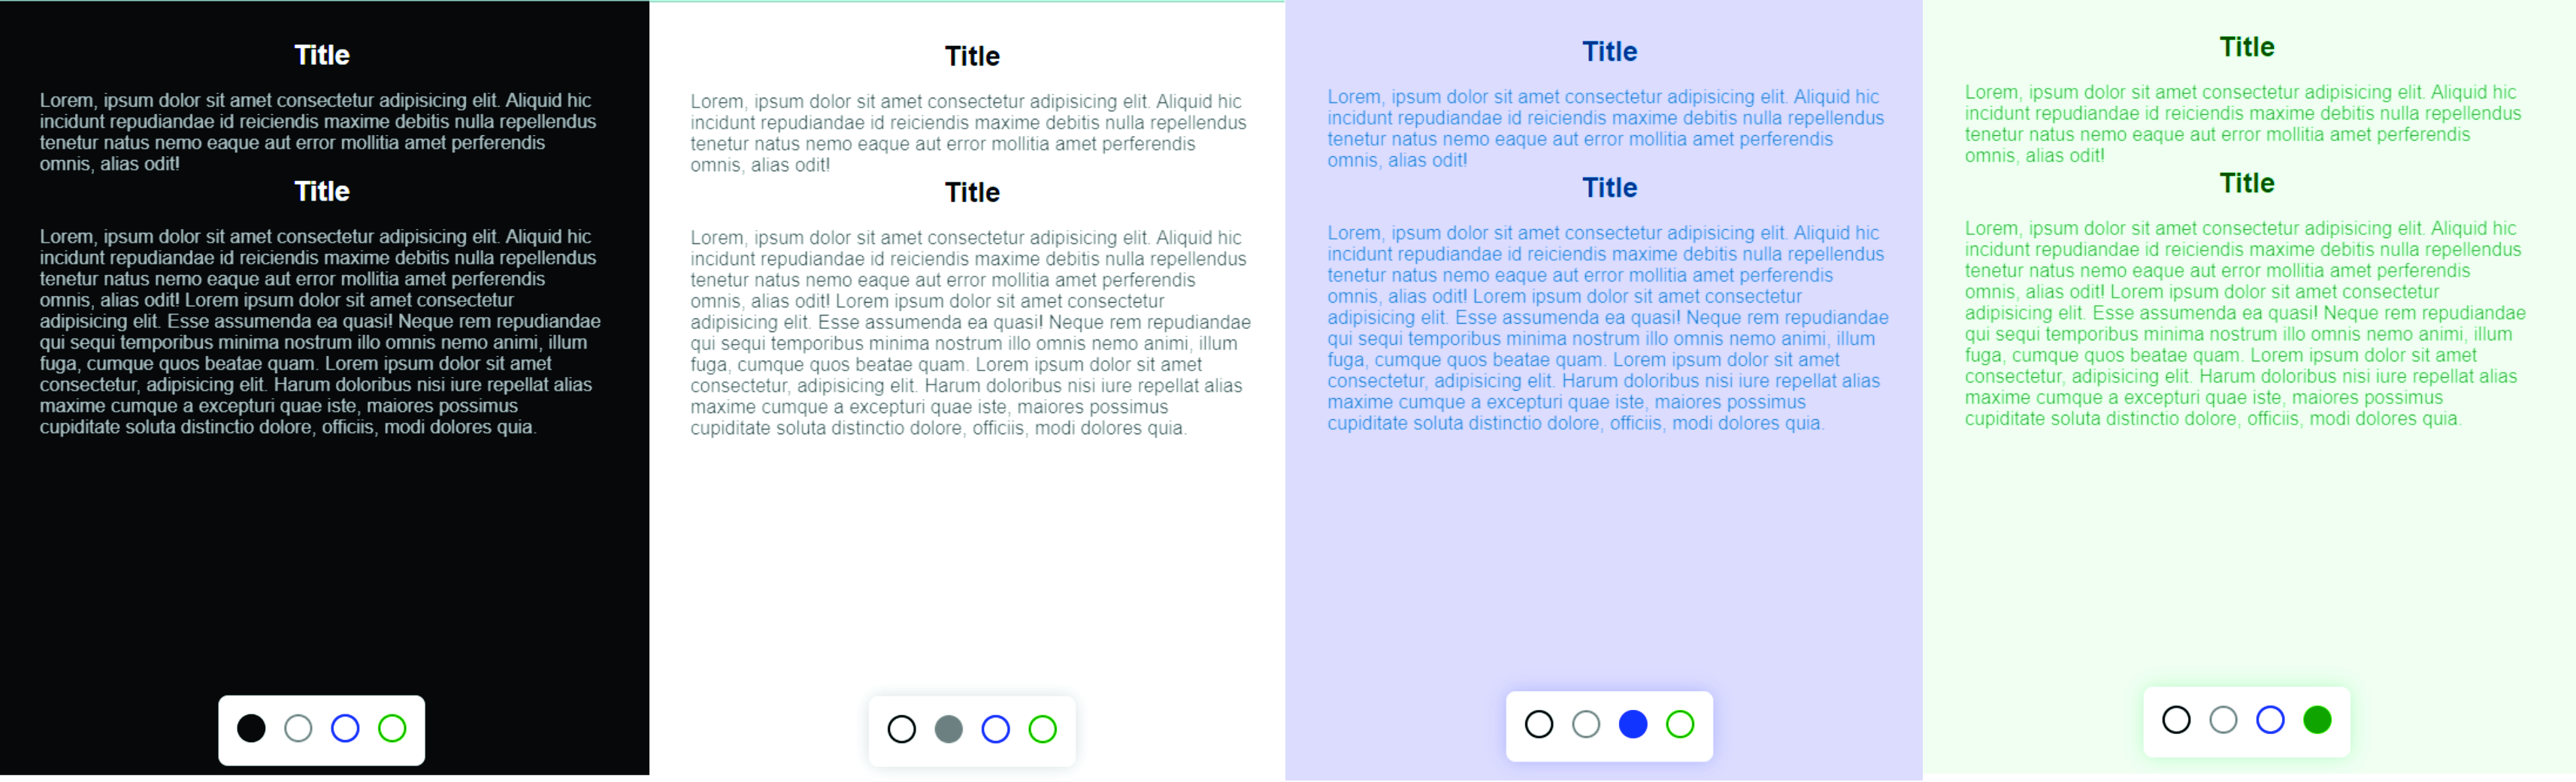 Title
Lorem, ipsum dolor sit amet consectetur adipisicing elit. Aliquid hic
incidunt repudiandae id reiciendis maxime debitis nulla repellendus
tenetur natus nemo eaque aut error mollitia amet perferendis
omnis, alias odit!
Title
Lorem, ipsum dolor sit amet consectetur adipisicing elit. Aliquid hic
incidunt repudiandae id reiciendis maxime debitis nulla repellendus
tenetur natus nemo eaque aut error mollitia amet perferendis
omnis, alias odit! Lorem ipsum dolor sit amet consectetur
adipisicing elit. Esse assumenda ea quasi! Neque rem repudiandae
qui sequi temporibus minima nostrum illo omnis nemo animi, illum
fuga, cumque quos beatae quam. Lorem ipsum dolor sit amet
consectetur, adipisicing elit. Harum doloribus nisi iure repellat alias
maxime cumque a excepturi quae iste, maiores possimus
cupiditate soluta distinctio dolore, officiis, modi dolores quia.
Title
Lorem, ipsum dolor sit amet consectetur adipisicing elit. Aliquid hic
incidunt repudiandae id reiciendis maxime debitis nulla repellendus
tenetur natus nemo eaque aut error mollitia amet perferendis
omnis, alias odit!
Title
Lorem, ipsum dolor sit amet consectetur adipisicing elit. Aliquid hic
incidunt repudiandae id reiciendis maxime debitis nulla repellendus
tenetur natus nemo eaque aut error mollitia amet perferendis
omnis, alias odit! Lorem ipsum dolor sit amet consectetur
adipisicing elit. Esse assumenda ea quasi! Neque rem repudiandae
qui sequi temporibus minima nostrum illo omnis nemo animi, illum
fuga, cumque quos beatae quam. Lorem ipsum dolor sit amet
consectetur, adipisicing elit. Harum doloribus nisi iure repellat alias
maxime cumque a excepturi quae iste, maiores possimus
cupiditate soluta distinctio dolore, officiis, modi dolores quia.
Title
Lorem, ipsum dolor sit amet consectetur adipisicing elit. Aliquid hic
incidunt repudiandae id reiciendis maxime debitis nulla repellendus
tenetur natus nemo eaque aut error mollitia amet perferendis
omnis, alias odit!
Title
Lorem, ipsum dolor sit amet consectetur adipisicing elit. Aliquid hic
incidunt repudiandae id reiciendis maxime debitis nulla repellendus
tenetur natus nemo eaque aut error mollitia amet perferendis
omnis, alias odit! Lorem ipsum dolor sit amet consectetur
adipisicing elit. Esse assumenda ea quasi! Neque rem repudiandae
qui sequi temporibus minima nostrum illo omnis nemo animi, illum
fuga, cumque quos beatae quam. Lorem ipsum dolor sit amet
consectetur, adipisicing elit. Harum doloribus nisi iure repellat alias
maxime cumque a excepturi quae iste, maiores possimus
cupiditate soluta distinctio dolore, officiis, modi dolores quia.
Title
Lorem, ipsum dolor sit amet consectetur adipisicing elit. Aliquid hic
incidunt repudiandae id reiciendis maxime debitis nulla repellendus
tenetur natus nemo eaque aut error mollitia amet perferendis
omnis, alias odit!
Title
Lorem, ipsum dolor sit amet consectetur adipisicing elit. Aliquid hic
incidunt repudiandae id reiciendis maxime debitis nulla repellendus
tenetur natus nemo eaque aut error mollitia amet perferendis
omnis, alias odit! Lorem ipsum dolor sit amet consectetur
adipisicing elit. Esse assumenda ea quasi! Neque rem repudiandae
qui sequi temporibus minima nostrum illo omnis nemo animi, illum
fuga, cumque quos beatae quam. Lorem ipsum dolor sit amet
consectetur, adipisicing elit. Harum doloribus nisi iure repellat alias
maxime cumque a excepturi quae iste, maiores possimus
cupiditate soluta distinctio dolore, officiis, modi dolores quia.